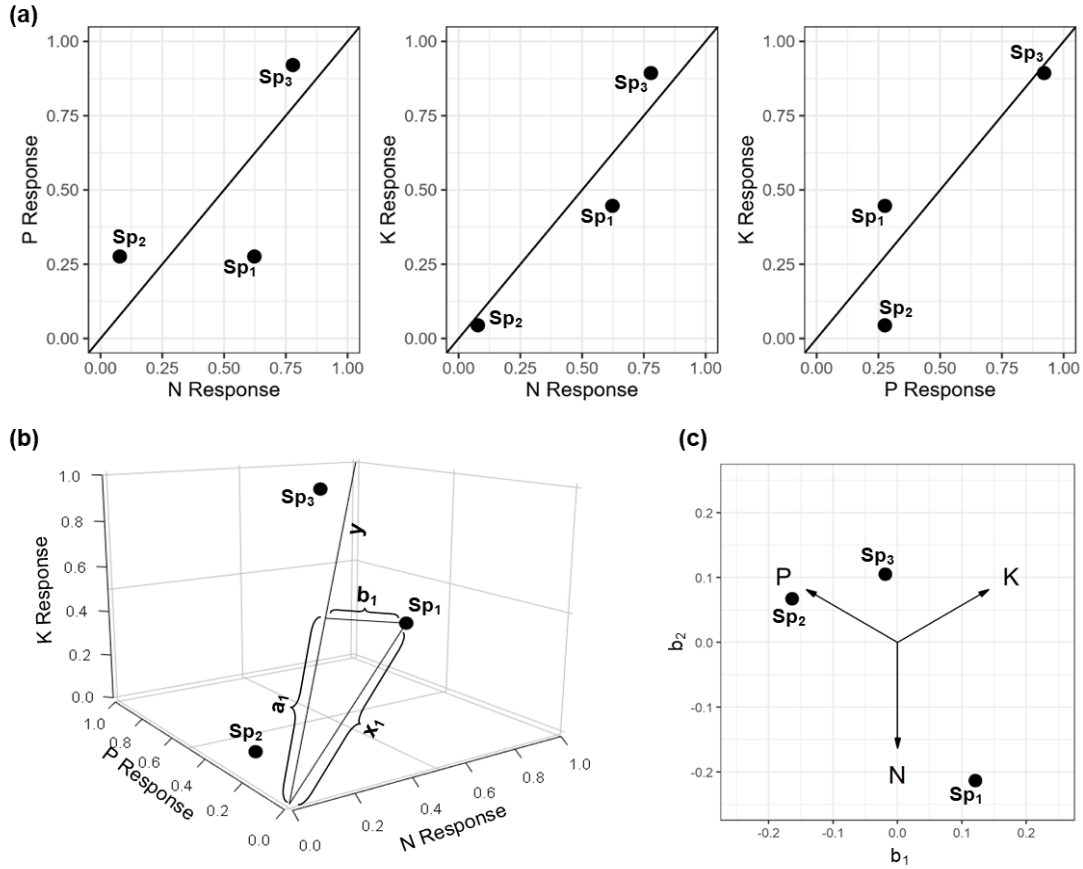 (a)
1.00
0.75
0.50
0.25
0.00
P Response
Sp3
Sp2
Sp1
0.00 0.25 0.50 0.75 1.00
N Response
1.00
0.75
0.50
0.25
0.00
K Response
Sp3
Sp1
Sp2
0.00 0.25 0.50 0.75 1.00
N Response
1.00
0.75
0.50
0.25
0.00
K Response
Sp3
Sp1
Sp2
0.00 0.25 0.50 0.75 1.00
P Response
(b)
1.0
0.8
0.6
0.4
0.2
0.0
K Response
Sp3
y
b1
Sp1
a1
x1
Sp2
1.0
0.8
0.6
0.4
0.2
0.0
P Response
0.0
0.2
0.4
0.6
0.8
1.0
N Response
(c)
0.2
0.1
0.0
-0.1
-0.2
b2
Sp3
P
K
Sp2
N
Sp1
-0.2 -0.1 0.0 0.1 0.2
b1